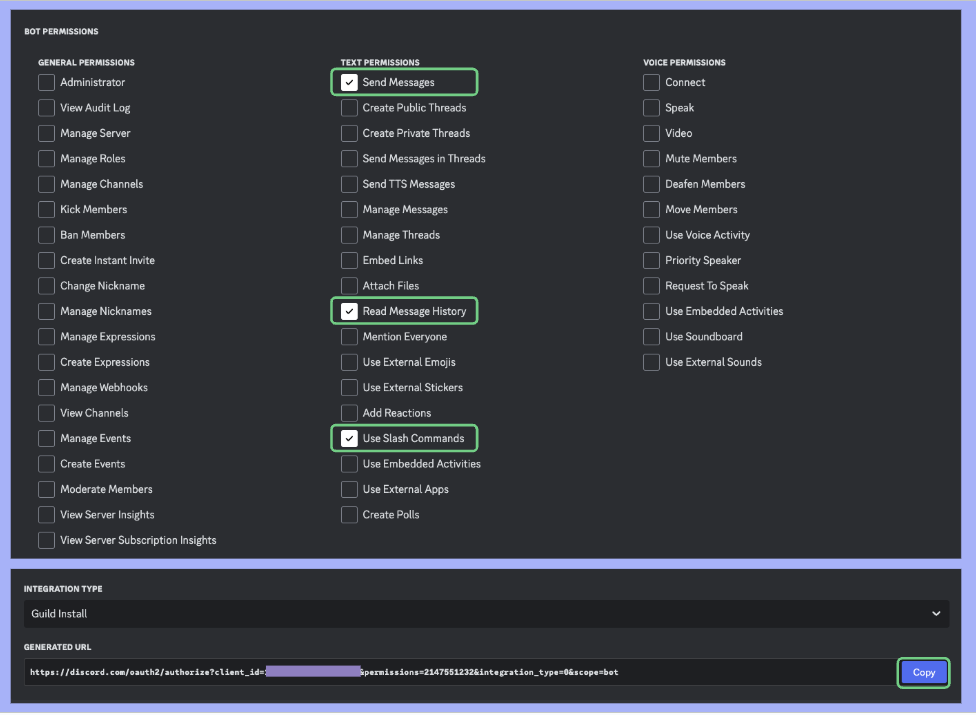 BOT PERMISSIONS
GENERAL PERMISSIONS
Administrator
View Audit Log
Manage Server
Manage Roles
Manage Channels
Kick Members
Ban Members
Create Instant Invite
Change Nickname
Manage Nicknames
Manage Expressions
Create Expressions
Manage Webhooks
View Channels
Manage Events
Create Events
Moderate Members
View Server Insights
View Server Subscription Insights
TEXT PERMISSIONS
Send Messages
Create Public Threads
Create Private Threads
Send Messages in Threads
Send TTS Messages
Manage Messages
Manage Threads
Embed Links
Attach Files
Read Message History
Mention Everyone
Use External Emojis
Use External Stickers
Add Reactions
Use Slash Commands
Use Embedded Activities
Use External Apps
Create Polls
VOICE PERMISSIONS
Connect
Speak
Video
Mute Members
Deafen Members
Move Members
Use Voice Activity
Priority Speaker
Request To Speak
Use Embedded Activities
Use Soundboard
Use External Sounds
INTEGRATION TYPE
Guild Install
GENERATED URL
https://discord.com/oauth2/authorize?client_id= &permissions=2147551232&integration_type=0&scope=bot
Copy